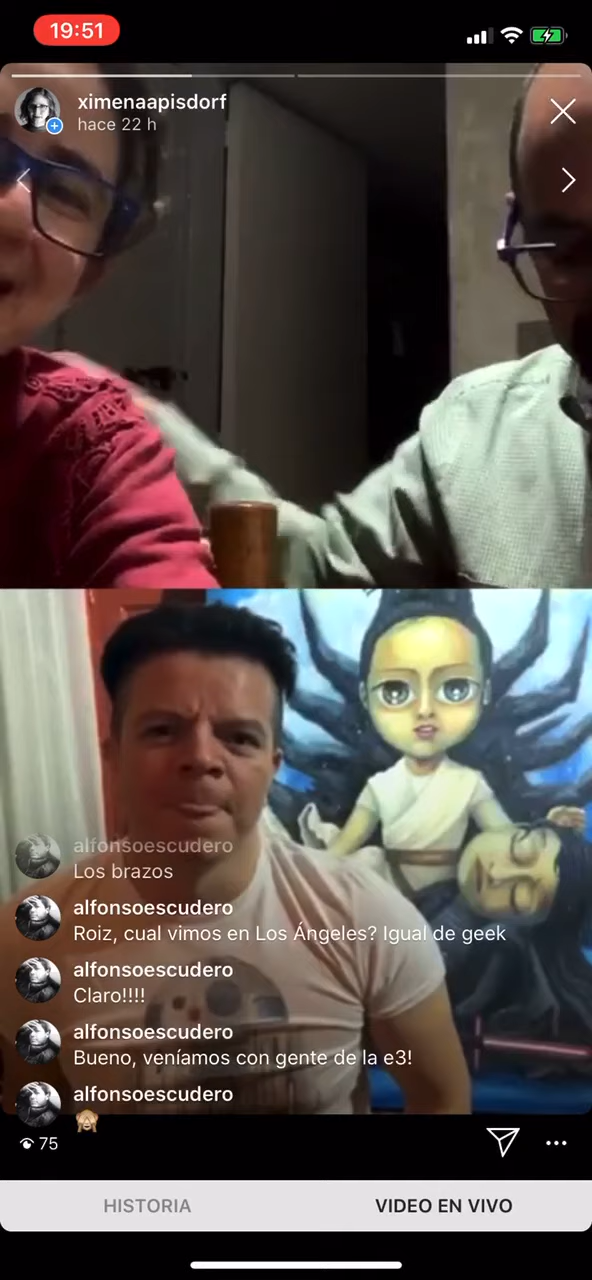 19:51
ximenaapisdorf
hace 22 h
alfonsoescudero
Los brazos
alfonsoescudero
Roiz, cual vimos en Los Ángeles? Igual de geek
alfonsoescudero
Claro!!!!
alfonsoescudero
Bueno, veníamos con gente de la e3!
alfonsoescudero
🙈
75
HISTORIA
VIDEO EN VIVO